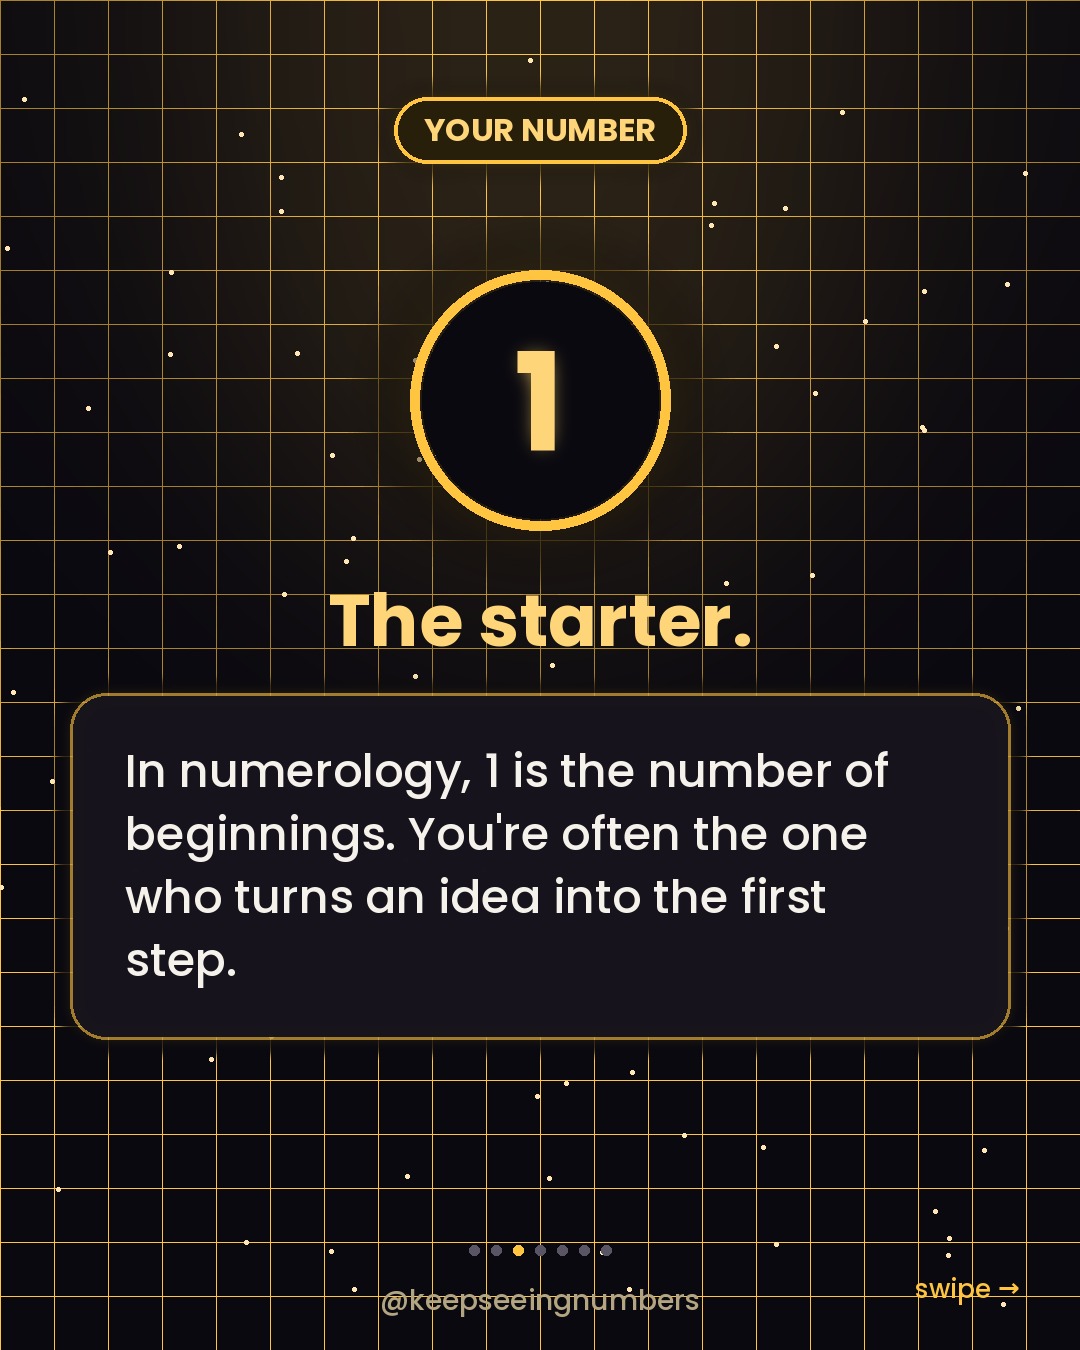 YOUR NUMBER
1
The starter.
In numerology, 1 is the number of
beginnings. You're often the one
who turns an idea into the first
step.
@keepseeingnumbers
swipe →